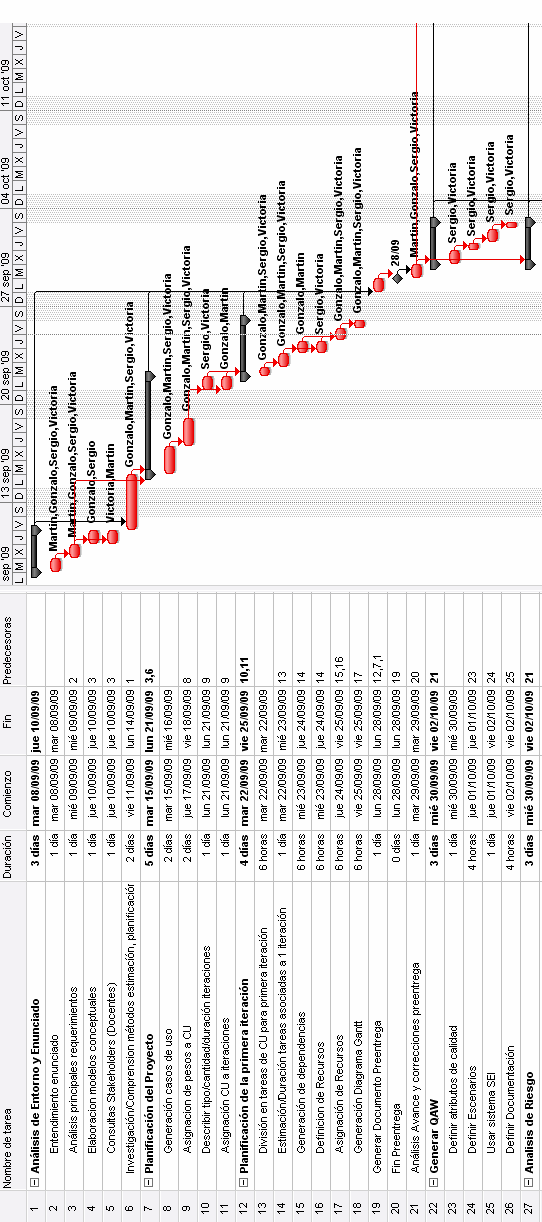 Nombre de tarea Duración Comienzo Fin Predecesoras sep '09 13 sep '09 20 sep '09 27 sep '09 04 oct '09 11 oct '09
L M X J V S D L M X J V S D L M X J V S D L M X J V S D L M X J V S D L M X J V
1 Análisis de Entorno y Enunciado 3 días mar 08/09/09 jue 10/09/09
2 Entendimiento enunciado 1 día mar 08/09/09 mar 08/09/09 Martin,Gonzalo,Sergio,Victoria
3 Análisis principales requerimientos 1 día mié 09/09/09 mié 09/09/09 2 Martin,Gonzalo,Sergio,Victoria
4 Elaboracion modelos conceptuales 1 día jue 10/09/09 jue 10/09/09 3 Gonzalo,Sergio
5 Consultas Stakeholders (Docentes) 1 día jue 10/09/09 jue 10/09/09 3 Victoria,Martin
6 Investigación/Comprension métodos estimación, planificación 2 días vie 11/09/09 lun 14/09/09 1 Gonzalo,Martin,Sergio,Victoria
7 Planificación del Proyecto 5 días mar 15/09/09 lun 21/09/09 3,6
8 Generación casos de uso 2 días mar 15/09/09 mié 16/09/09 Gonzalo,Martin,Sergio,Victoria
9 Asignacion de pesos a CU 2 días jue 17/09/09 vie 18/09/09 8 Gonzalo,Martin,Sergio,Victoria
10 Describir tipo/cantidad/duración iteraciones 1 día lun 21/09/09 lun 21/09/09 9 Sergio,Victoria
11 Asignación CU a iteraciones 1 día lun 21/09/09 lun 21/09/09 9 Gonzalo,Martin
12 Planificación de la primera iteración 4 días mar 22/09/09 vie 25/09/09 10,11
13 División en tareas de CU para primera iteración 6 horas mar 22/09/09 mar 22/09/09 Gonzalo,Martin,Sergio,Victoria
14 Estimación/Duración tareas asociadas a 1 iteración 1 día mar 22/09/09 mié 23/09/09 13 Gonzalo,Martin,Sergio,Victoria
15 Generación de dependencias 6 horas mié 23/09/09 jue 24/09/09 14 Gonzalo,Martin
16 Definicion de Recursos 6 horas mié 23/09/09 jue 24/09/09 14 Sergio,Victoria
17 Asignación de Recursos 6 horas jue 24/09/09 vie 25/09/09 15,16 Gonzalo,Martin,Sergio,Victoria
18 Generación Diagrama Gantt 6 horas vie 25/09/09 vie 25/09/09 17 Gonzalo,Martin,Sergio,Victoria
19 Generar Documento Preentrega 1 día lun 28/09/09 lun 28/09/09 12,7,1
20 Fin Preentrega 0 días lun 28/09/09 lun 28/09/09 19 28/09
21 Análisis Avance y correcciones preentrega 1 día mar 29/09/09 mar 29/09/09 20 Martin,Gonzalo,Sergio,Victoria
22 Generar QAW 3 días mié 30/09/09 vie 02/10/09 21
23 Definir atributos de calidad 1 día mié 30/09/09 mié 30/09/09 Sergio,Victoria
24 Definir Escenarios 4 horas jue 01/10/09 jue 01/10/09 23 Sergio,Victoria
25 Usar sistema SEI 1 día jue 01/10/09 vie 02/10/09 24 Sergio,Victoria
26 Definir Documentación 4 horas vie 02/10/09 vie 02/10/09 25 Sergio,Victoria
27 Analisis de Riesgo 3 días mié 30/09/09 vie 02/10/09 21